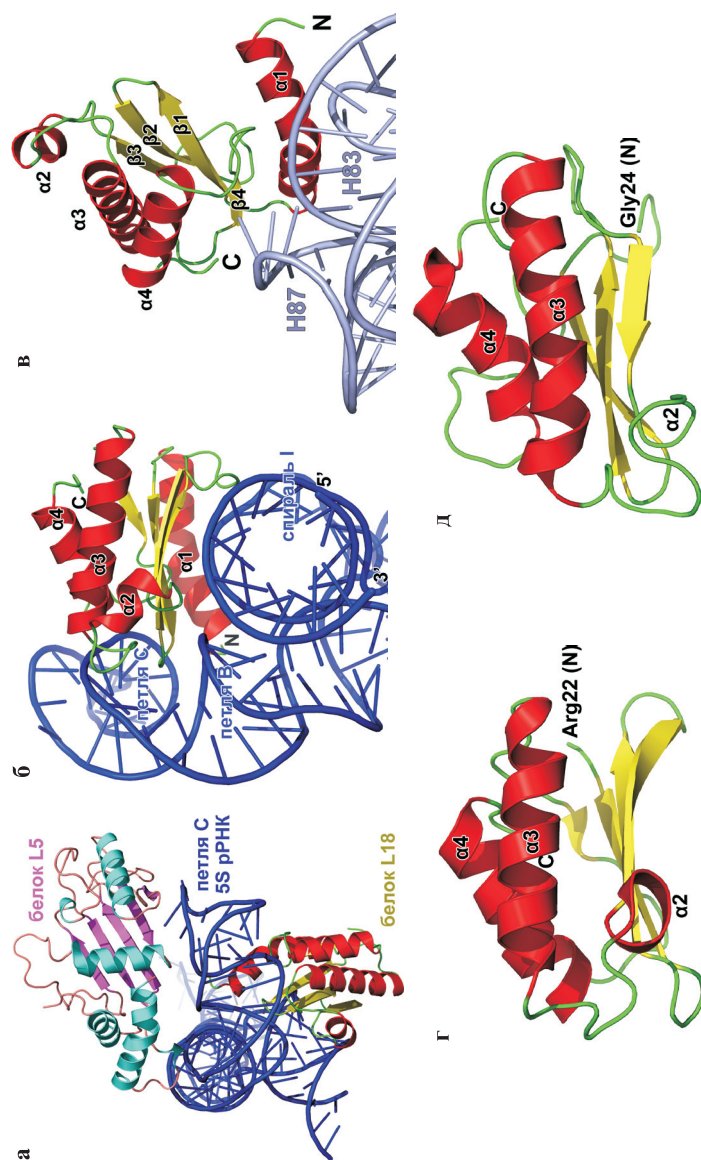 а
белок L5
петля C
5S рРНК
белок L18
б
α4
C
α3
α2
α1
петля C
петля B
N
спираль I
5'
3'
в
α2
α3
α4
β3
β2
β1
β4
C
N
α1
H87
H83
г
α4
α3
C
Arg22 (N)
α2
д
C
α4
α3
Gly24 (N)
α2